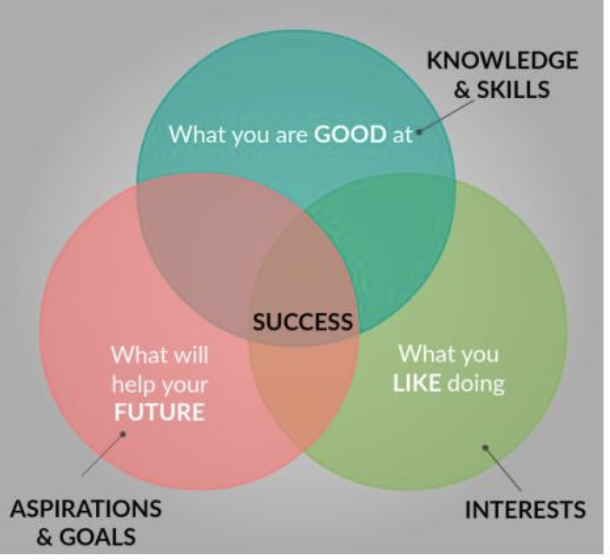 KNOWLEDGE
& SKILLS
What you are GOOD at
SUCCESS
What will
help your
FUTURE
What you
LIKE doing
ASPIRATIONS
& GOALS
INTERESTS